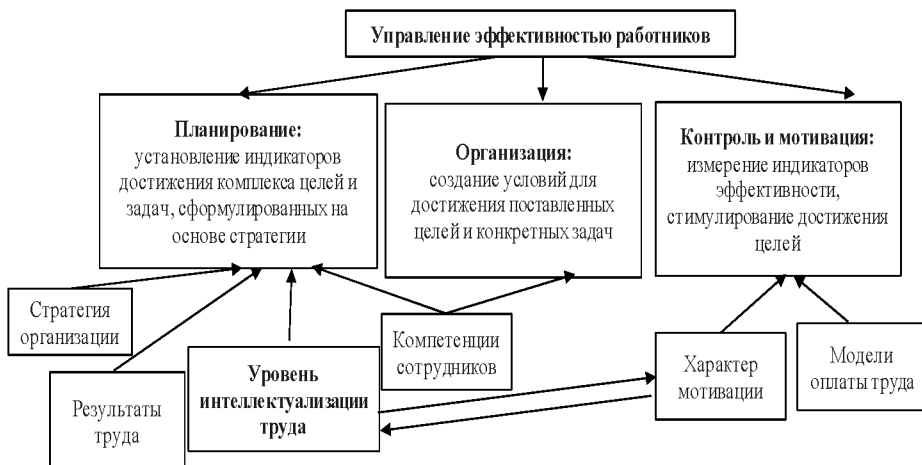 Управление эффективностью работников
Планирование:
установление индикаторов
достижения комплекса целей и
задач, сформулированных на
основе стратегии
Организация:
создание условий для
достижения поставленных
целей и конкретных задач
Контроль и мотивация:
измерение индикаторов
эффективности,
стимулирование достижения
целей
Стратегия
организации
Результаты
труда
Уровень
интеллектуализации
труда
Компетенции
сотрудников
Характер
мотивации
Модели
оплаты труда